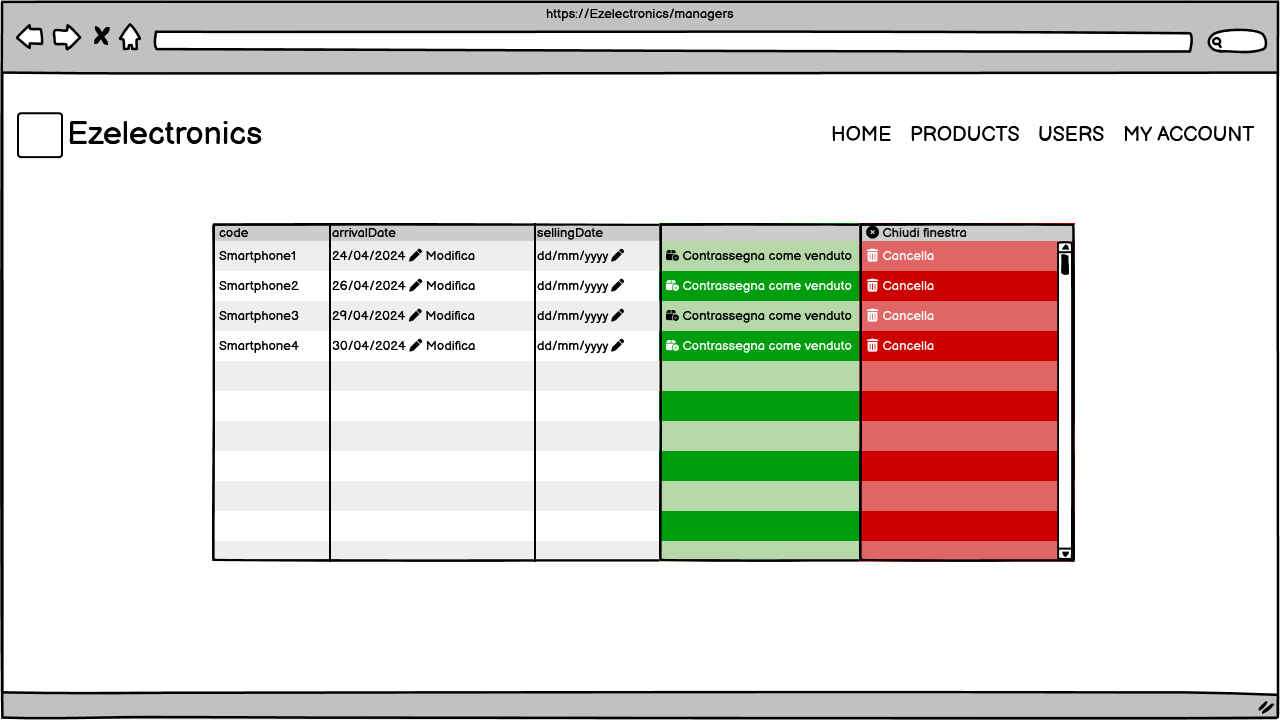 https://Ezelectronics/managers
Ezelectronics
HOME PRODUCTS USERS MY ACCOUNT
code arrivalDate sellingDate Chiudi finestra
Smartphone1 24/04/2024 Modifica dd/mm/yyyy Contrassegna come venduto Cancella
Smartphone2 26/04/2024 Modifica dd/mm/yyyy Contrassegna come venduto Cancella
Smartphone3 29/04/2024 Modifica dd/mm/yyyy Contrassegna come venduto Cancella
Smartphone4 30/04/2024 Modifica dd/mm/yyyy Contrassegna come venduto Cancella